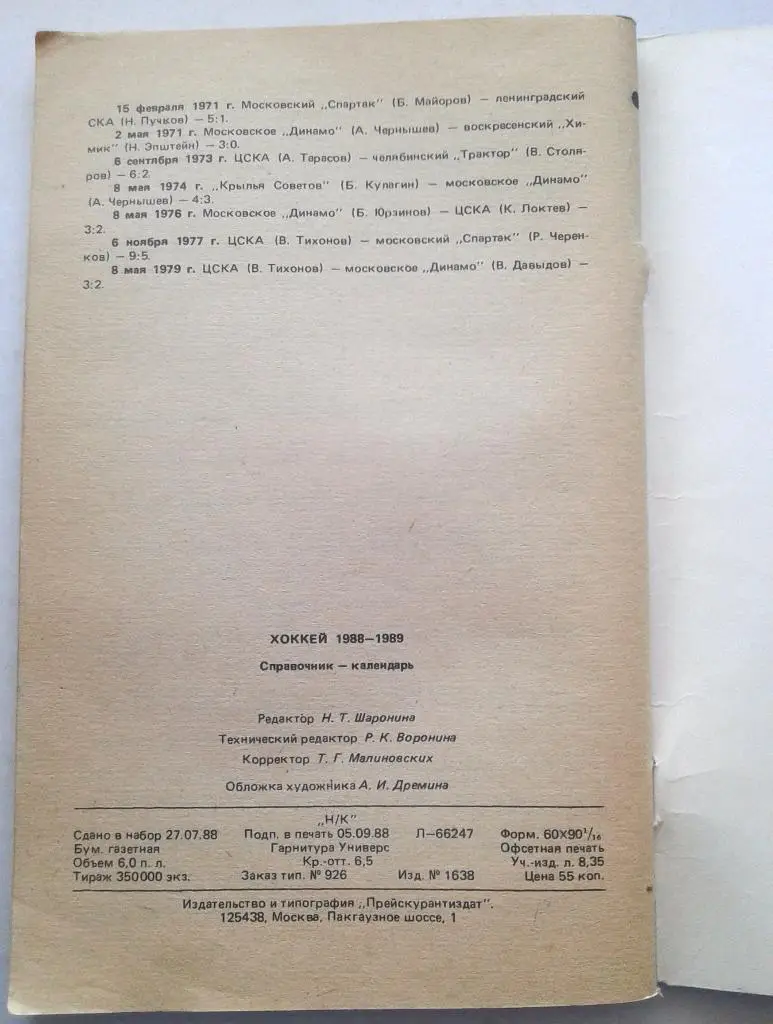 15 февраля 1971 г. Московский „Спартак" (Б. Майоров) — ленинградский
СКА (Н. Пучков) — 5:1.
2 мая 1971 г. Московское „Динамо" (А. Чернышев) — воскресенский „Хи-
мик" (Н. Эпштейн) — 3:0.
6 сентября 1973 г. ЦСКА (А. Тарасов) — челябинский „Трактор" (В. Столя-
ров) — 6:2.
8 мая 1974 г. „Крылья Советов" (Б. Кулагин) — московское „Динамо"
(А. Чернышев) — 4:3.
8 мая 1976 г. Московское „Динамо" (Б. Юрзинов) — ЦСКА (К. Локтев) —
3:2.
6 ноября 1977 г. ЦСКА (В. Тихонов) — московский „Спартак" (Р. Черен-
ков) — 9:5.
8 мая 1979 г. ЦСКА (В. Тихонов) — московское „Динамо" (В. Давыдов) —
3:2.
ХОККЕЙ 1988—1989
Справочник — календарь
Редактор Н. Т. Шаронина
Технический редактор Р. К. Воронина
Корректор Т. Г. Малиновских
Обложка художника А. И. Дремина
„Н/К"
Сдано в набор 27.07.88 Подп. в печать 05.09.88 Л—66247 Форм. 60X90 1/16
Бум. газетная Гарнитура Универс Офсетная печать
Объем 6,0 п. л. Кр.-отт. 6,5 Уч.-изд. л. 8,35
Тираж 350000 экз. Заказ тип. № 926 Изд. № 1638 Цена 55 коп.
Издательство и типография „Прейскурантиздат".
125438, Москва, Пакгаузное шоссе, 1